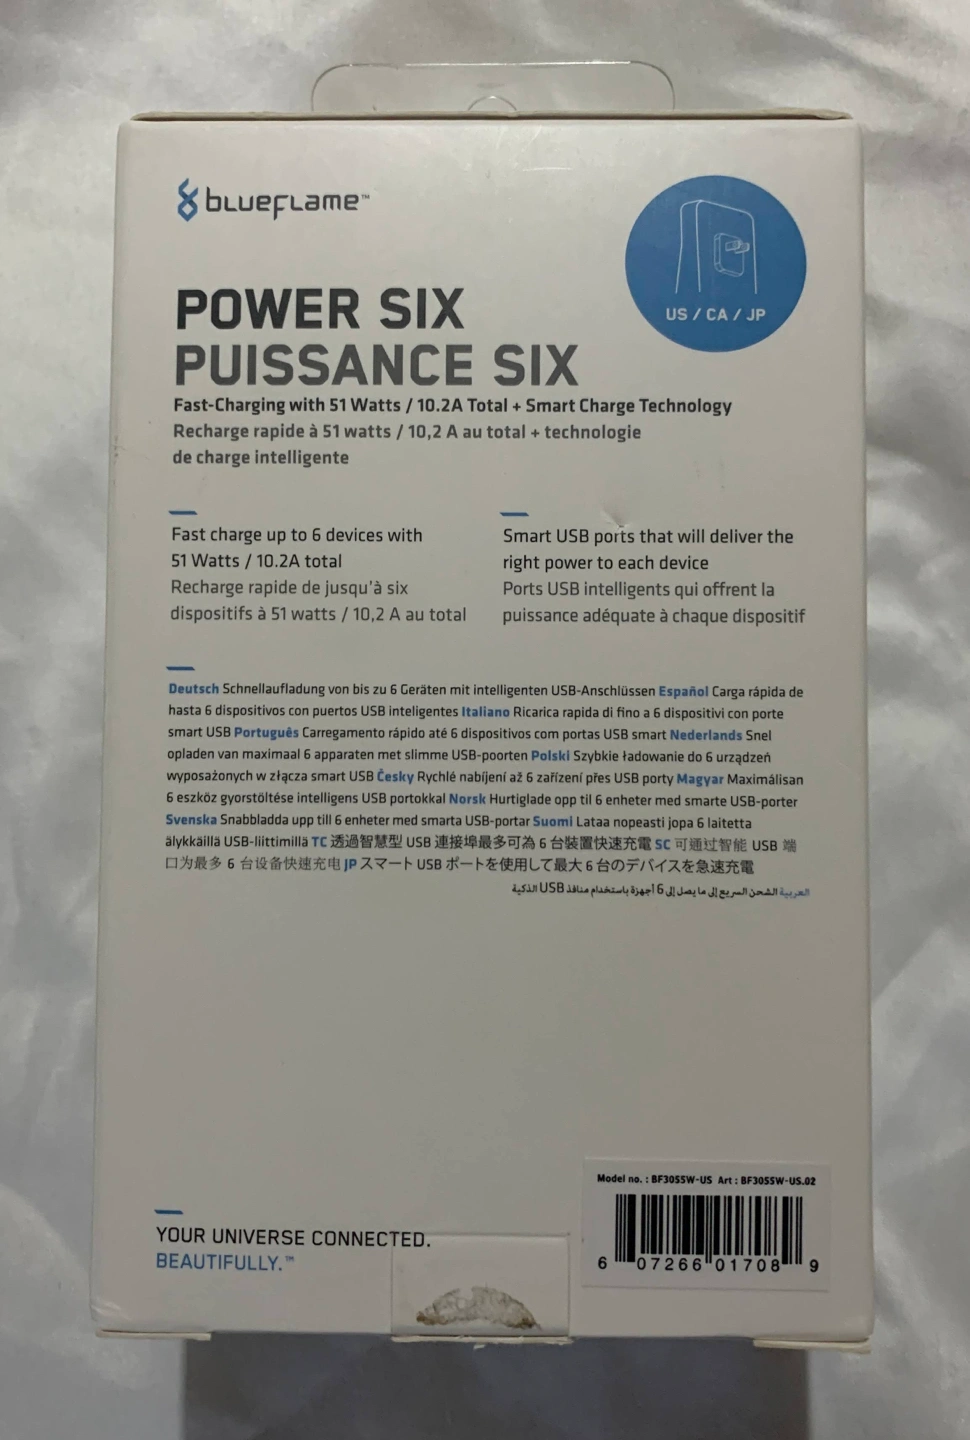 blueflame™
US / CA / JP
POWER SIX
PUISSANCE SIX
Fast-Charging with 51 Watts / 10.2A Total + Smart Charge Technology
Recharge rapide à 51 watts / 10,2 A au total + technologie
de charge intelligente
Fast charge up to 6 devices with
51 Watts / 10.2A total
Recharge rapide de jusqu'à six
dispositifs à 51 watts / 10,2 A au total
Smart USB ports that will deliver the
right power to each device
Ports USB intelligents qui offrent la
puissance adéquate à chaque dispositif
Deutsch Schnellaufladung von bis zu 6 Geräten mit intelligenten USB-Anschlüssen Español Carga rápida de
hasta 6 dispositivos con puertos USB inteligentes Italiano Ricarica rapida di fino a 6 dispositivi con porte
smart USB Português Carregamento rápido até 6 dispositivos com portas USB smart Nederlands Snel
opladen van maximaal 6 apparaten met slimme USB-poorten Polski Szybkie ładowanie do 6 urządzeń
wyposażonych w złącza smart USB Česky Rychlé nabíjení až 6 zařízení přes USB porty Magyar Maximálisan
6 eszköz gyorstöltése intelligens USB portokkal Norsk Hurtiglade opp til 6 enheter med smarte USB-porter
Svenska Snabbladda upp till 6 enheter med smarta USB-portar Suomi Lataa nopeasti jopa 6 laitetta
älykkäillä USB-liittimillä TC 透過智慧型 USB 連接埠最多可為 6 台裝置快速充電 SC 可通过智能 USB 端
口为最多 6 台设备快速充电 JP スマート USB ポートを使用して最大 6 台のデバイスを急速充電
العربية الشحن السريع إلى ما يصل إلى 6 أجهزة باستخدام منافذ USB الذكية
YOUR UNIVERSE CONNECTED.
BEAUTIFULLY.™
Model no. : BF3055W-US Art : BF3055W-US.02
6 07266 01708 9